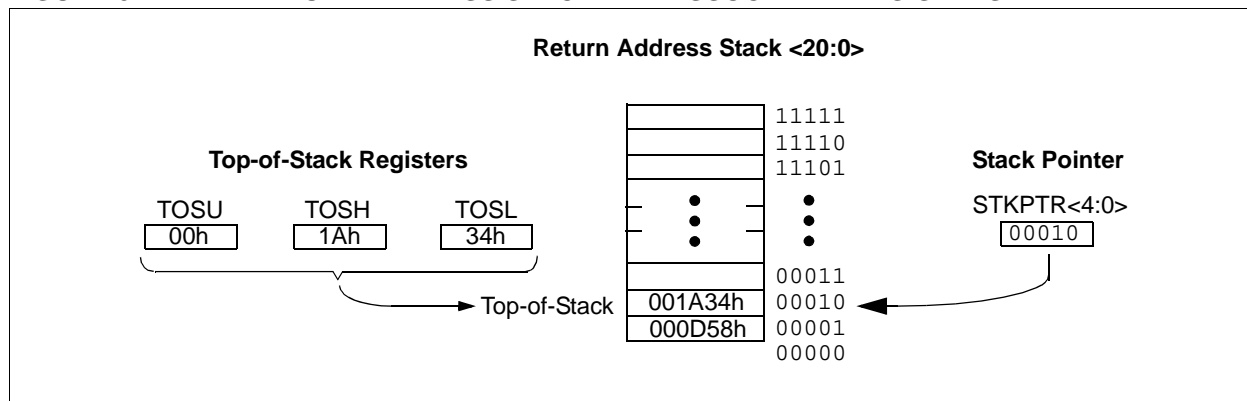 Return Address Stack <20:0>
11111
11110
11101
Top-of-Stack Registers
Stack Pointer
TOSU TOSH TOSL
STKPTR<4:0>
00h 1Ah 34h
00010
00011
Top-of-Stack 001A34h 00010
000D58h 00001
00000